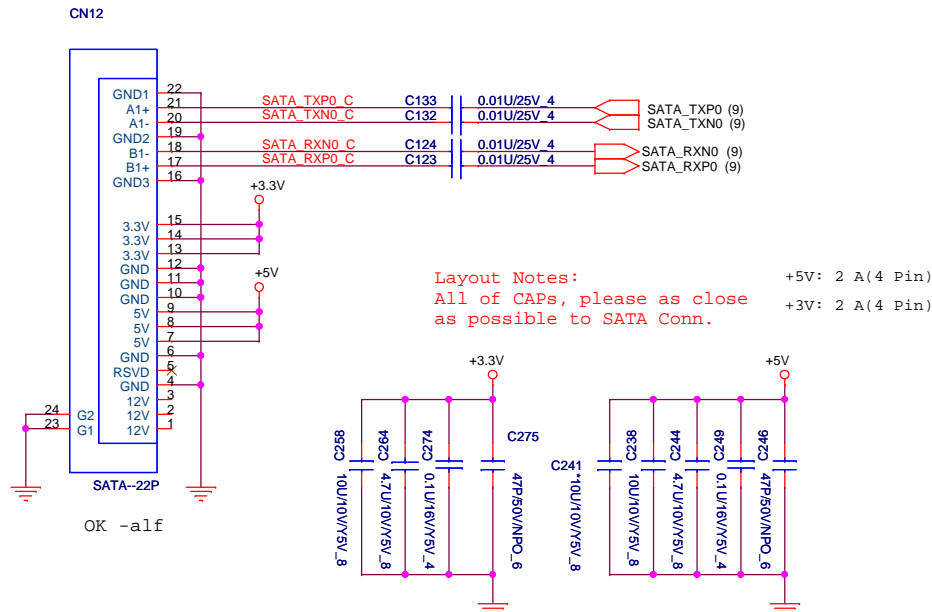 CN12
GND1 22
A1+ 21 SATA_TXP0_C C133 0.01U/25V_4 SATA_TXP0 (9)
A1- 20 SATA_TXN0_C C132 0.01U/25V_4 SATA_TXN0 (9)
GND2 19
B1- 18 SATA_RXN0_C C124 0.01U/25V_4 SATA_RXN0 (9)
B1+ 17 SATA_RXP0_C C123 0.01U/25V_4 SATA_RXP0 (9)
GND3 16
+3.3V
3.3V 15
3.3V 14
3.3V 13
GND 12
GND 11
GND 10
+5V
5V 9
5V 8
5V 7
GND 6
RSVD 5
GND 4
12V 3
12V 2
12V 1
24 G2
23 G1
SATA--22P
OK -alf
Layout Notes:
All of CAPs, please as close
as possible to SATA Conn.
+5V: 2 A(4 Pin)
+3V: 2 A(4 Pin)
+3.3V
C258
10U/10V/Y5V_8
C264
4.7U/10V/Y5V_8
C274
0.1U/16V/Y5V_4
C275
47P/50V/NPO_6
+5V
C241
*10U/10V/Y5V_8
C238
10U/10V/Y5V_8
C244
4.7U/10V/Y5V_8
C249
0.1U/16V/Y5V_4
C246
47P/50V/NPO_6